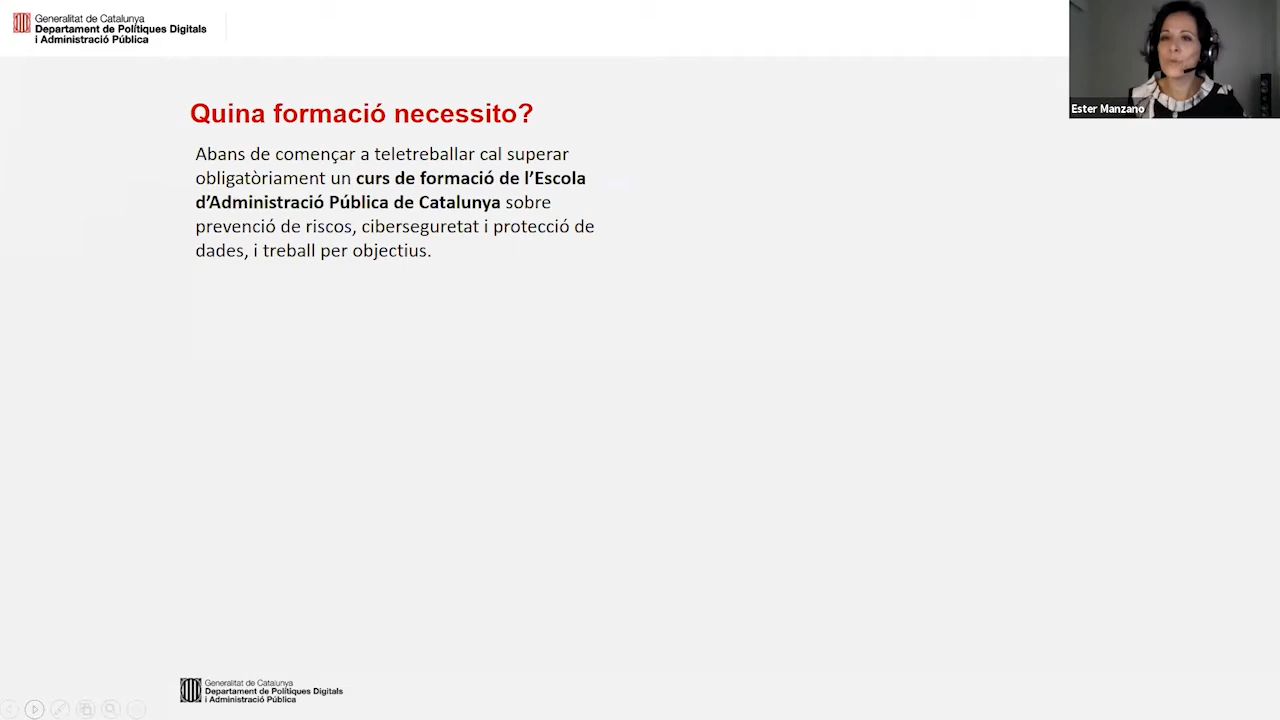 Generalitat de Catalunya
Departament de Polítiques Digitals
i Administració Pública
Ester Manzano
Quina formació necessito?
Abans de començar a teletreballar cal superar
obligatòriament un curs de formació de l’Escola
d’Administració Pública de Catalunya sobre
prevenció de riscos, ciberseguretat i protecció de
dades, i treball per objectius.
Generalitat de Catalunya
Departament de Polítiques Digitals
i Administració Pública